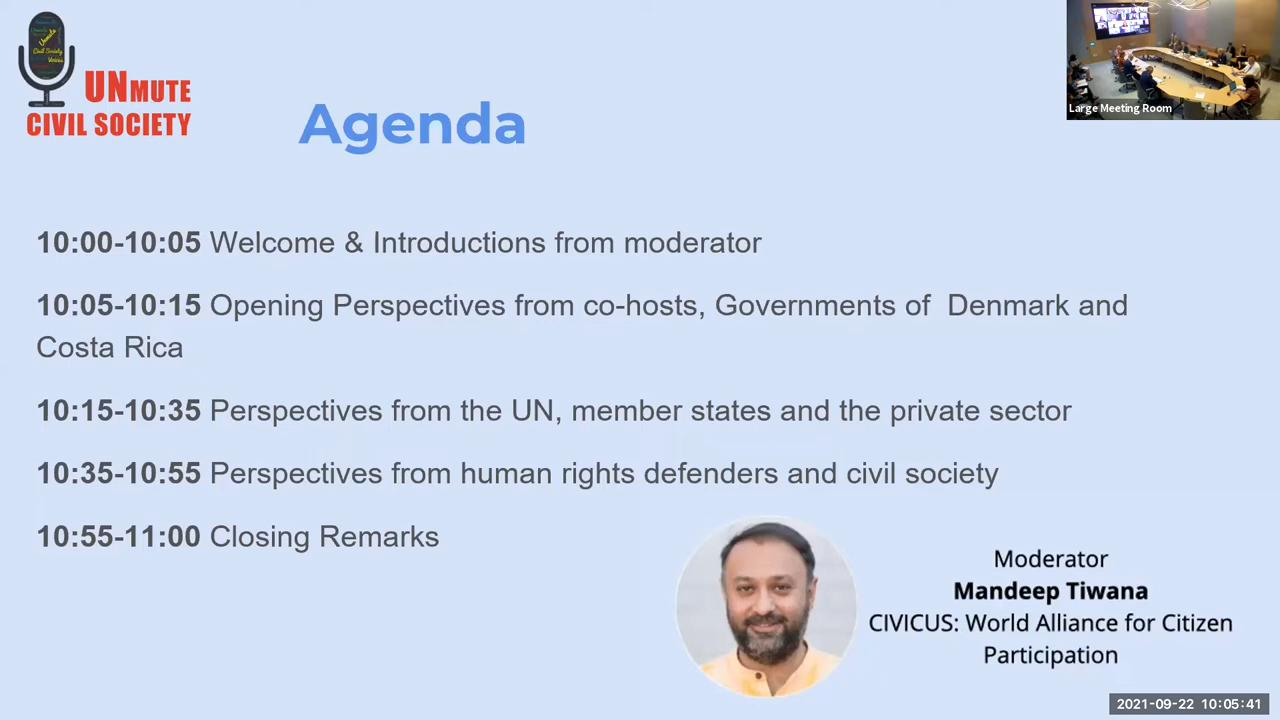 UNMUTE
CIVIL SOCIETY
Agenda
Large Meeting Room
10:00-10:05 Welcome & Introductions from moderator
10:05-10:15 Opening Perspectives from co-hosts, Governments of Denmark and
Costa Rica
10:15-10:35 Perspectives from the UN, member states and the private sector
10:35-10:55 Perspectives from human rights defenders and civil society
10:55-11:00 Closing Remarks
Moderator
Mandeep Tiwana
CIVICUS: World Alliance for Citizen
Participation
2021-09-22 10:05:41